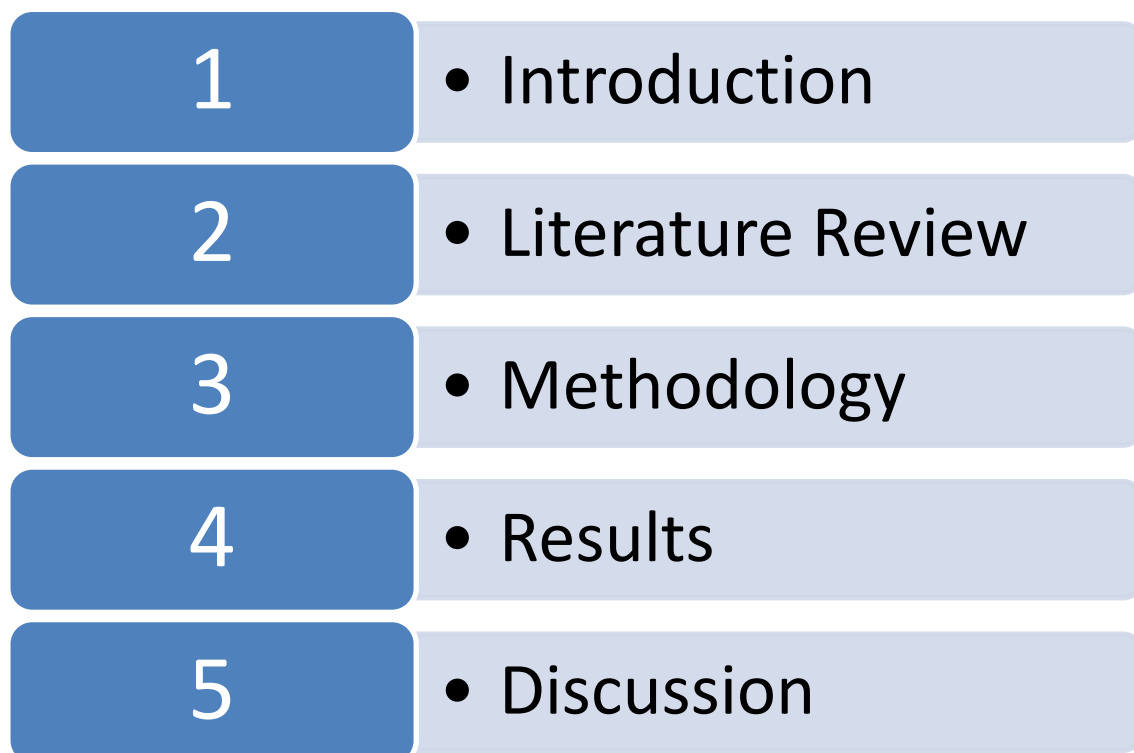 1 • Introduction
2 • Literature Review
3 • Methodology
4 • Results
5 • Discussion